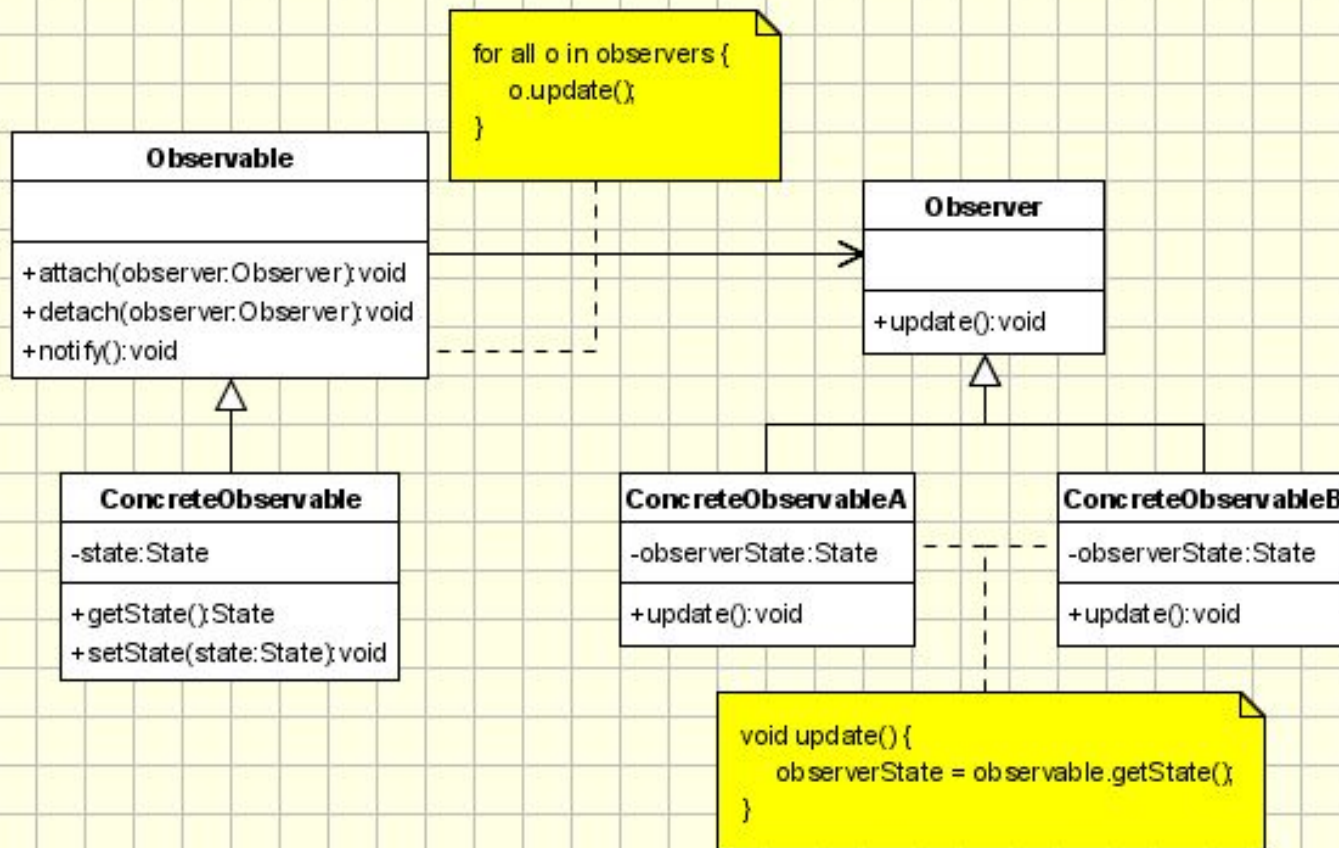 for all o in observers {
o.update();
}
Observable
+attach(observer:Observer):void
+detach(observer:Observer):void
+notify():void
Observer
+update():void
ConcreteObservable
-state:State
+getState():State
+setState(state:State):void
ConcreteObservableA
-observerState:State
+update():void
ConcreteObservableB
-observerState:State
+update():void
void update() {
observerState = observable.getState();
}